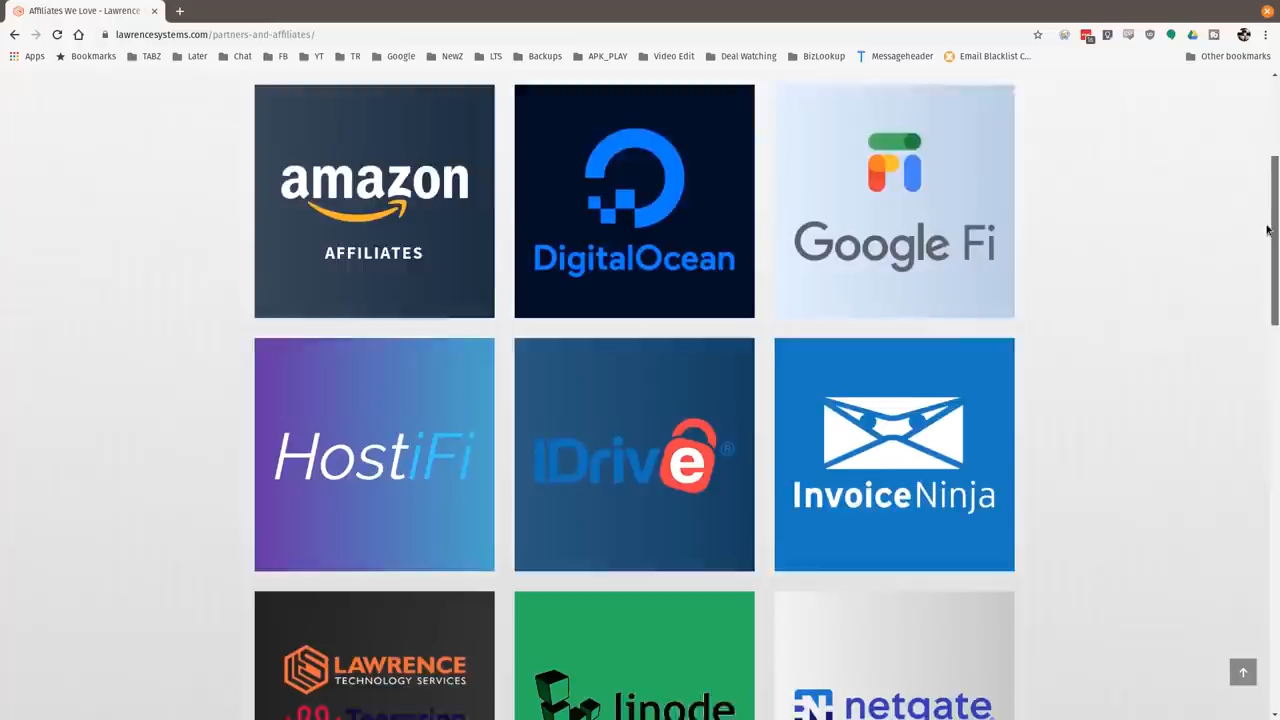 Affiliates We Love - Lawrence
lawrencesystems.com/partners-and-affiliates/
Apps Bookmarks TABZ Later Chat FB YT TR Google NewZ LTS Backups APK_PLAY Video Edit Deal Watching BizLookup Messageheader Email Blacklist C... Other bookmarks
amazon
AFFILIATES
DigitalOcean
Google Fi
HostiFi
IDrive®
InvoiceNinja
LAWRENCE
TECHNOLOGY SERVICES
linode
netgate